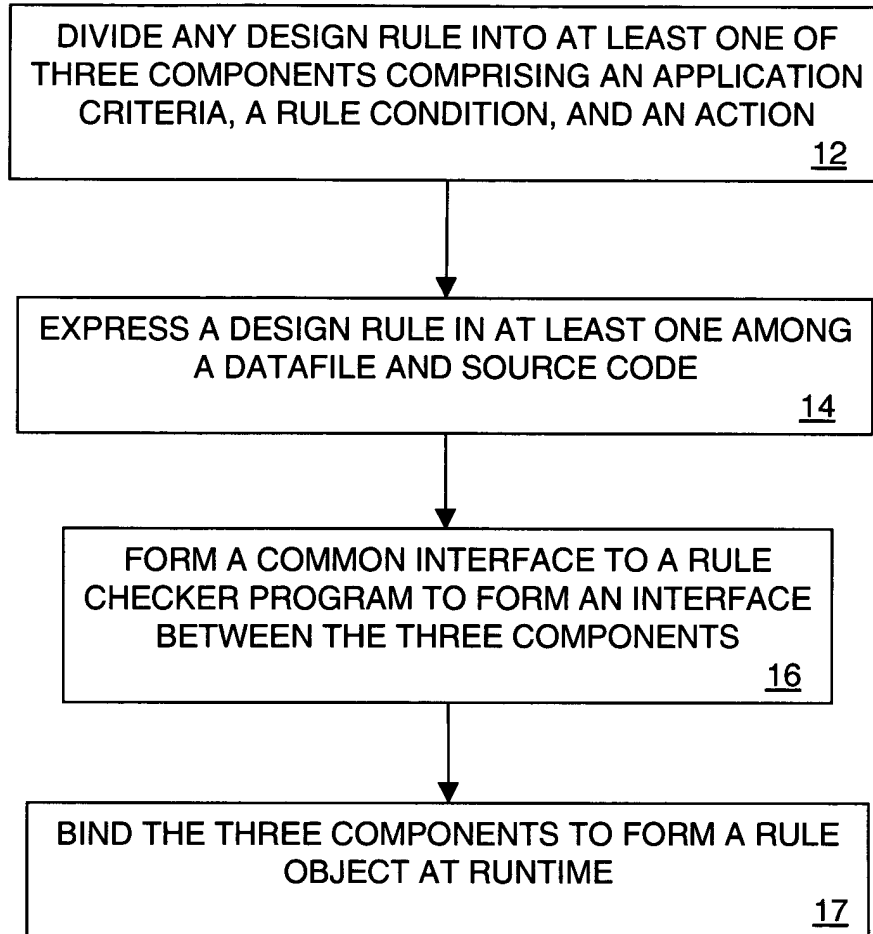 DIVIDE ANY DESIGN RULE INTO AT LEAST ONE OF
THREE COMPONENTS COMPRISING AN APPLICATION
CRITERIA, A RULE CONDITION, AND AN ACTION
12
EXPRESS A DESIGN RULE IN AT LEAST ONE AMONG
A DATAFILE AND SOURCE CODE
14
FORM A COMMON INTERFACE TO A RULE
CHECKER PROGRAM TO FORM AN INTERFACE
BETWEEN THE THREE COMPONENTS
16
BIND THE THREE COMPONENTS TO FORM A RULE
OBJECT AT RUNTIME
17